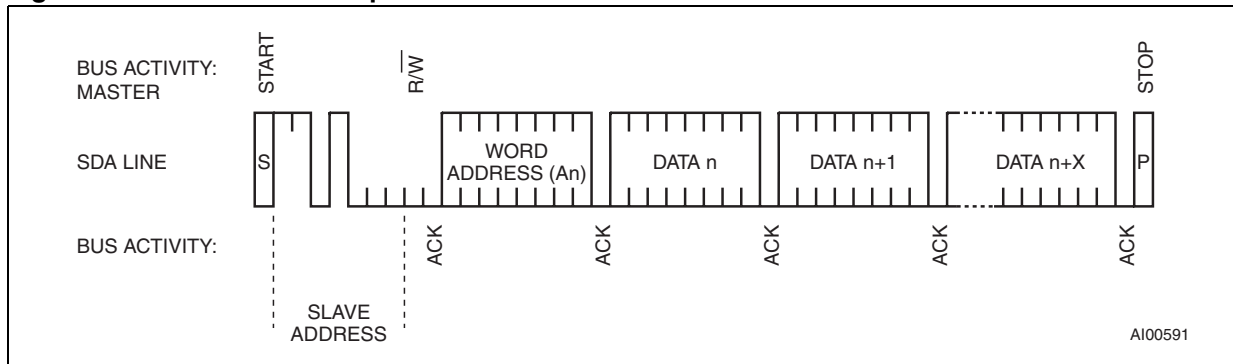 BUS ACTIVITY:
MASTER
START
R/W
STOP
SDA LINE
S
WORD
ADDRESS (An)
DATA n
DATA n+1
DATA n+X
P
BUS ACTIVITY:
ACK
ACK
ACK
ACK
ACK
SLAVE
ADDRESS
AI00591